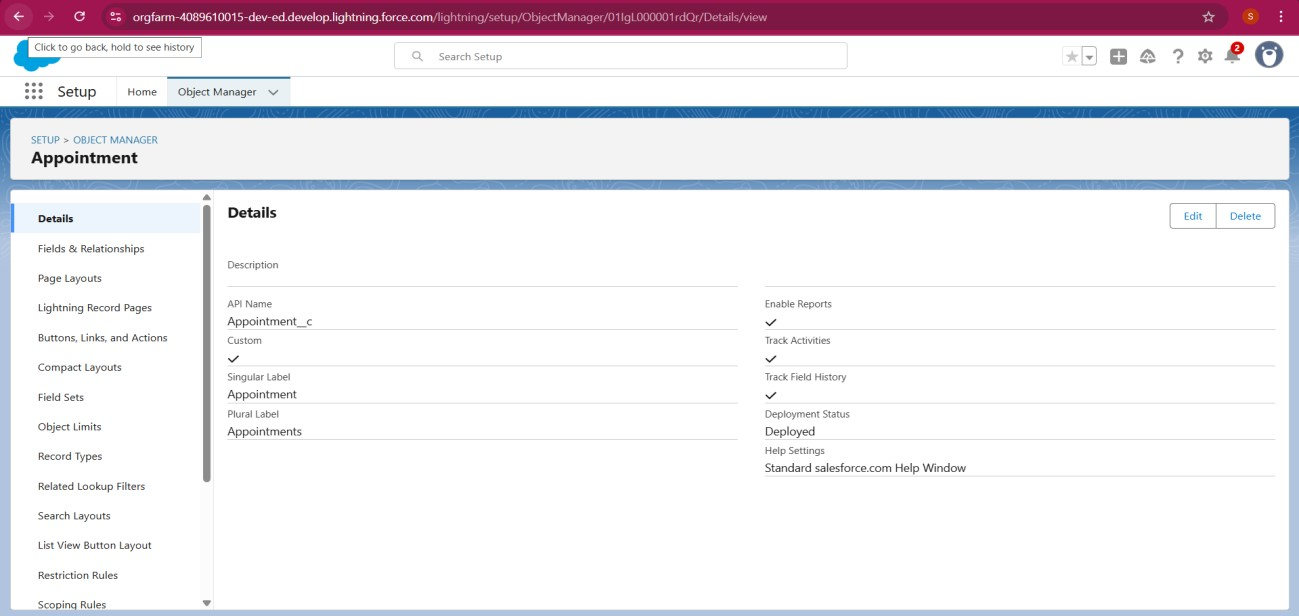 orgfarm-4089610015-dev-ed.develop.lightning.force.com/lightning/setup/ObjectManager/01IgL000001rdQr/Details/view
S
Click to go back, hold to see history
Search Setup
2
Setup
Home
Object Manager
SETUP > OBJECT MANAGER
Appointment
Details
Fields & Relationships
Page Layouts
Lightning Record Pages
Buttons, Links, and Actions
Compact Layouts
Field Sets
Object Limits
Record Types
Related Lookup Filters
Search Layouts
List View Button Layout
Restriction Rules
Scoping Rules
Details
Edit
Delete
Description
API Name
Appointment__c
Custom
Singular Label
Appointment
Plural Label
Appointments
Enable Reports
Track Activities
Track Field History
Deployment Status
Deployed
Help Settings
Standard salesforce.com Help Window